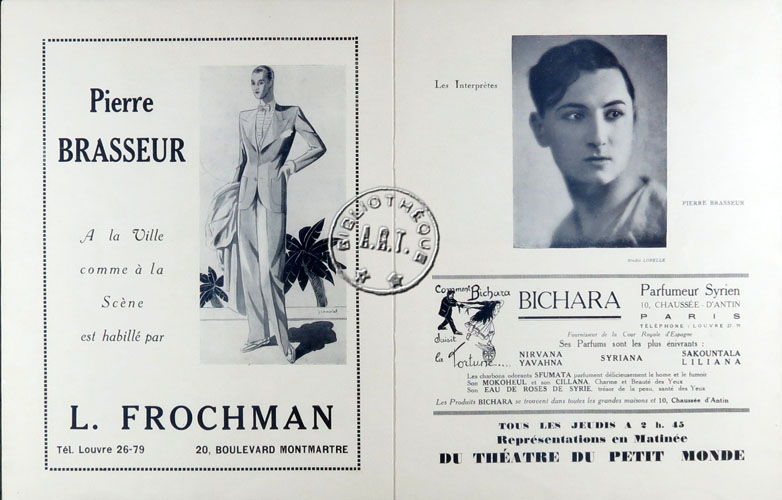 Pierre
BRASSEUR
A la Ville
comme à la
Scène
est habillé par
L. FROCHMAN
Tél. Louvre 26-79 20, BOULEVARD MONTMARTRE
BIBLIOTHÈQUE
A.R.T.
Les Interprètes
PIERRE BRASSEUR
Studio LORELLE
Comment Bichara
disait
la Fortune.....
BICHARA
Parfumeur Syrien
10, CHAUSSÉE-D'ANTIN
PARIS
Fournisseur de la Cour Royale d'Espagne
Ses Parfums sont les plus énivrants :
NIRVANA SYRIANA SAKOUNTALA
YAVAHNA LILIANA
Les charbons odorants SFUMATA parfument délicieusement le home et le fumoir
Son MOKOHEUL et son CILLANA, Charme et Beauté des Yeux
Son EAU DE ROSES DE SYRIE, trésor de la peau, santé des Yeux
Les Produits BICHARA se trouvent dans toutes les grandes maisons et 10, Chaussée d'Antin
TOUS LES JEUDIS A 2 h. 45
Représentations en Matinée
DU THÉATRE DU PETIT MONDE